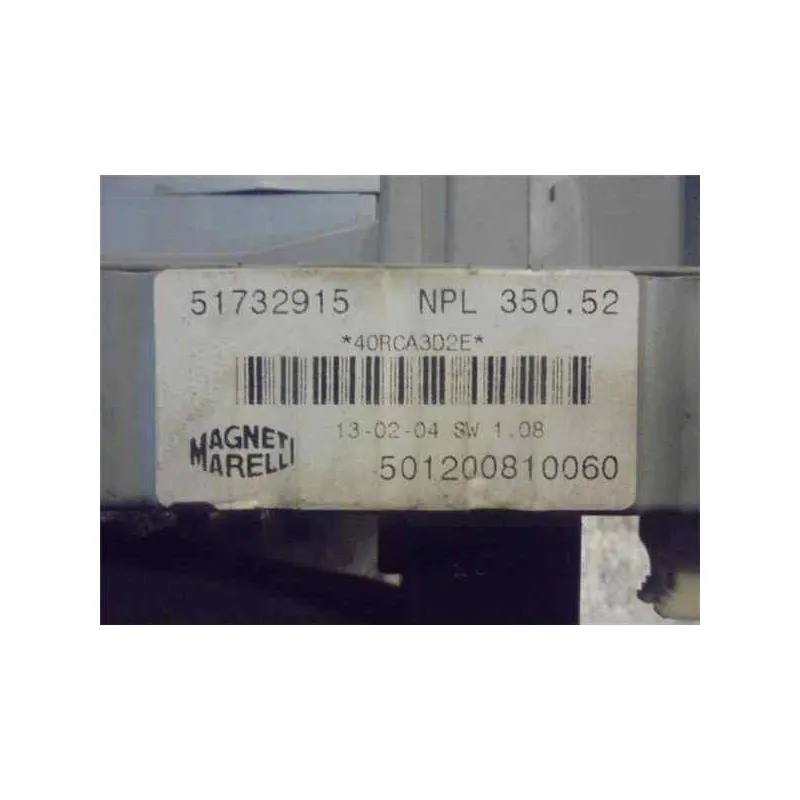 51732915 NPL 350.52
*40RCA3D2E*
13-02-04 SW 1.08
MAGNETI
MARELLI
501200810060